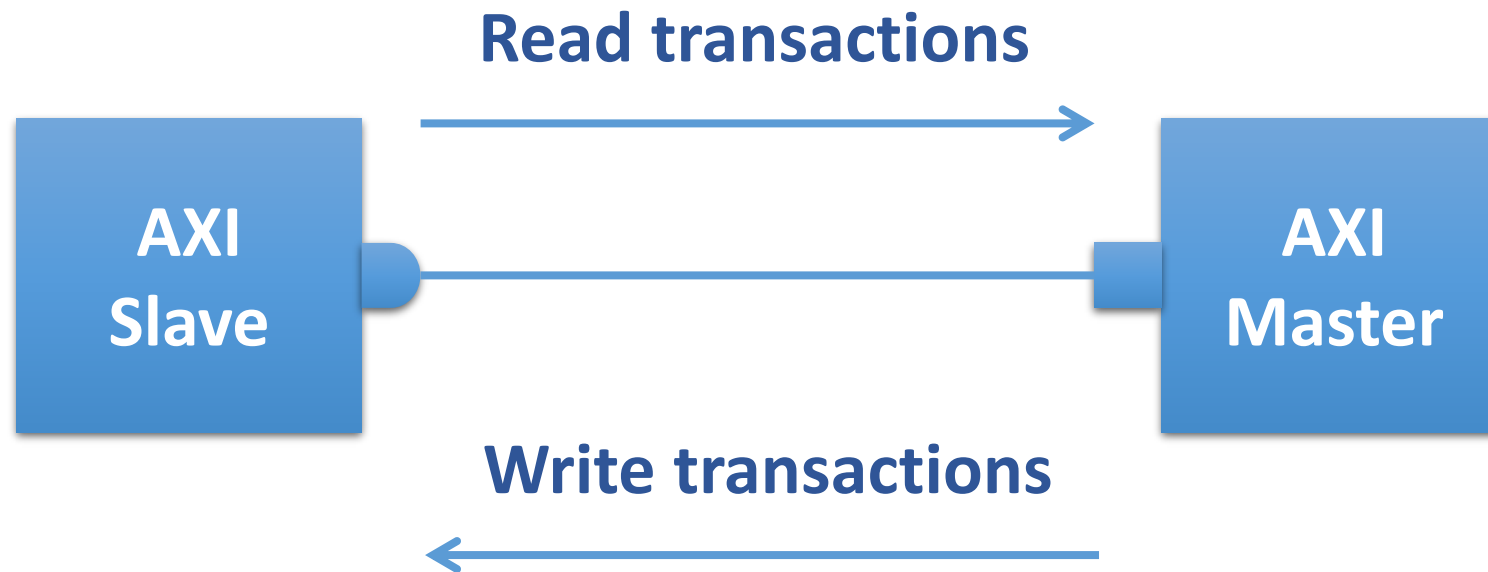 Read transactions
AXI
Slave
AXI
Master
Write transactions